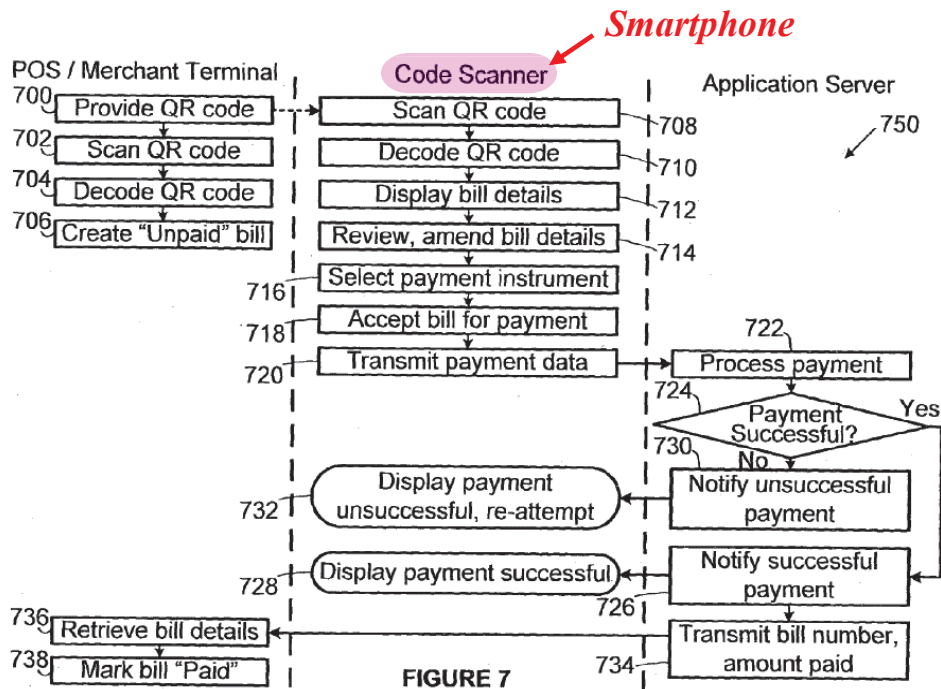 Smartphone
POS / Merchant Terminal
Code Scanner
Application Server
700
Provide QR code
702
Scan QR code
704
Decode QR code
706
Create “Unpaid” bill
Scan QR code
708
Decode QR code
710
Display bill details
712
Review, amend bill details
714
716
Select payment instrument
718
Accept bill for payment
720
Transmit payment data
750
722
Process payment
724
Payment
Successful?
Yes
No
730
Notify unsuccessful
payment
732
Display payment
unsuccessful, re-attempt
726
Notify successful
payment
728
Display payment successful
734
Transmit bill number,
amount paid
736
Retrieve bill details
738
Mark bill “Paid”
FIGURE 7